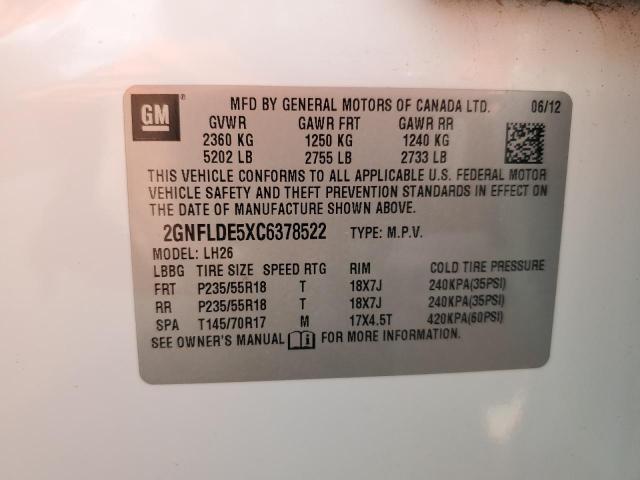 GM ® MFD BY GENERAL MOTORS OF CANADA LTD. 06/12
GVWR GAWR FRT GAWR RR
2360 KG 1250 KG 1240 KG
5202 LB 2755 LB 2733 LB
THIS VEHICLE CONFORMS TO ALL APPLICABLE U.S. FEDERAL MOTOR
VEHICLE SAFETY AND THEFT PREVENTION STANDARDS IN EFFECT ON
THE DATE OF MANUFACTURE SHOWN ABOVE.
2GNFLDE5XC6378522 TYPE: M.P.V.
MODEL: LH26
LBBG TIRE SIZE SPEED RTG RIM COLD TIRE PRESSURE
FRT P235/55R18 T 18X7J 240KPA(35PSI)
RR P235/55R18 T 18X7J 240KPA(35PSI)
SPA T145/70R17 M 17X4.5T 420KPA(60PSI)
SEE OWNER'S MANUAL i FOR MORE INFORMATION.